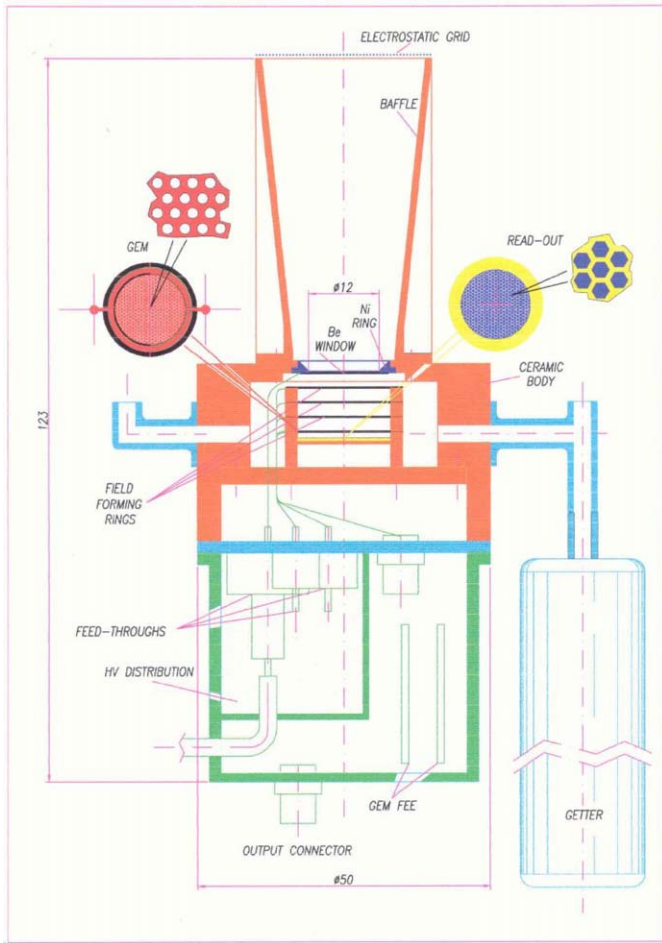 ELECTROSTATIC GRID
BAFFLE
GEM
READ-OUT
ø12
Ni
RING
Be
WINDOW
CERAMIC
BODY
123
FIELD
FORMING
RINGS
FEED-THROUGHS
HV DISTRIBUTION
GEM FEE
GETTER
OUTPUT CONNECTOR
ø50